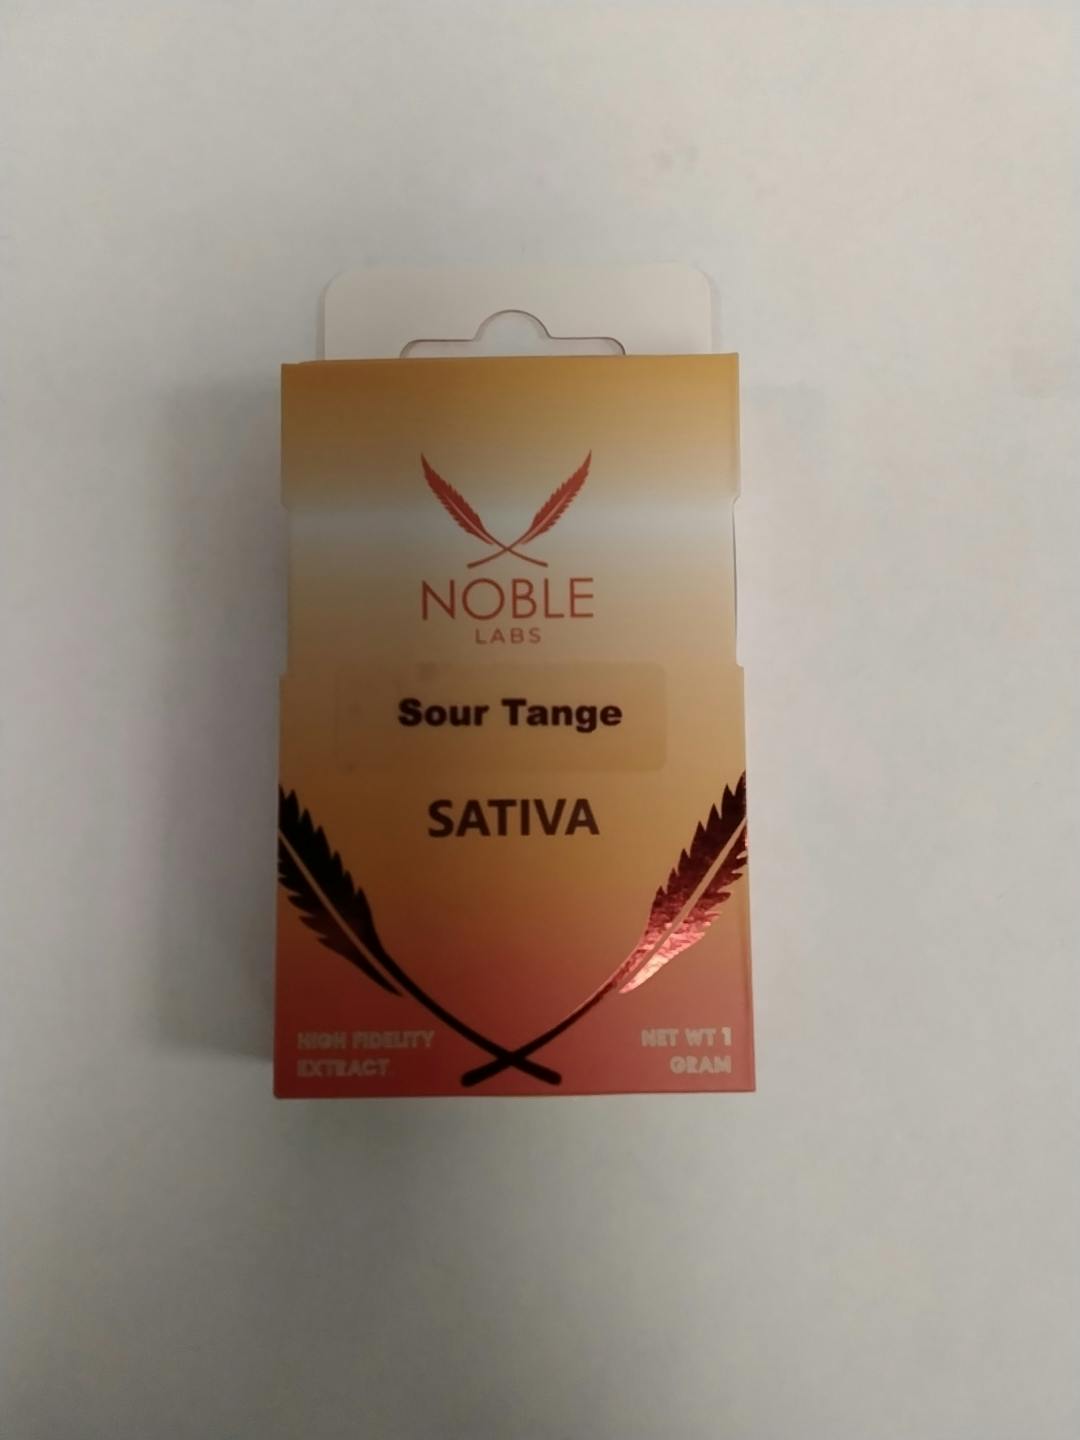 NOBLE
LABS
Sour Tange
SATIVA
HIGH FIDELITY
EXTRACT
NET WT 1
GRAM